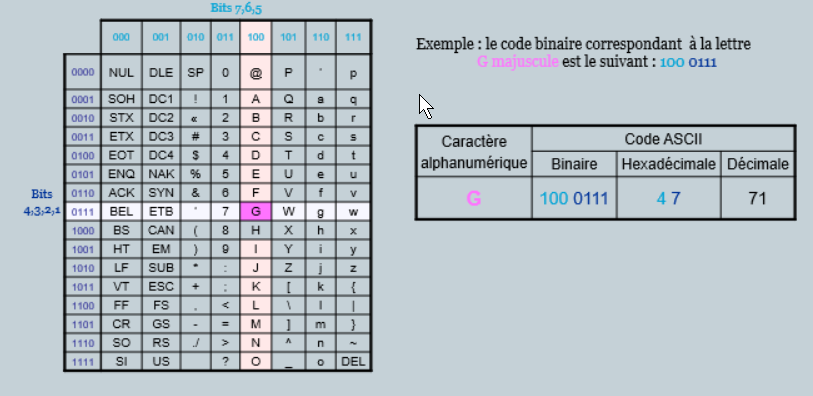 Bits 7,6,5
000 001 010 011 100 101 110 111
0000 NUL DLE SP 0 @ P ` p
0001 SOH DC1 ! 1 A Q a q
0010 STX DC2 « 2 B R b r
0011 ETX DC3 # 3 C S c s
0100 EOT DC4 $ 4 D T d t
0101 ENQ NAK % 5 E U e u
0110 ACK SYN & 6 F V f v
Bits 4,3,2,1
0111 BEL ETB ' 7 G W g w
1000 BS CAN ( 8 H X h x
1001 HT EM ) 9 I Y i y
1010 LF SUB * : J Z j z
1011 VT ESC + ; K [ k {
1100 FF FS . < L \ l |
1101 CR GS - = M ] m }
1110 SO RS ./ > N ^ n ~
1111 SI US ? O _ o DEL
Exemple : le code binaire correspondant à la lettre
G majuscule est le suivant : 100 0111
Caractère alphanumérique
Code ASCII
Binaire Hexadécimale Décimale
G 100 0111 4 7 71